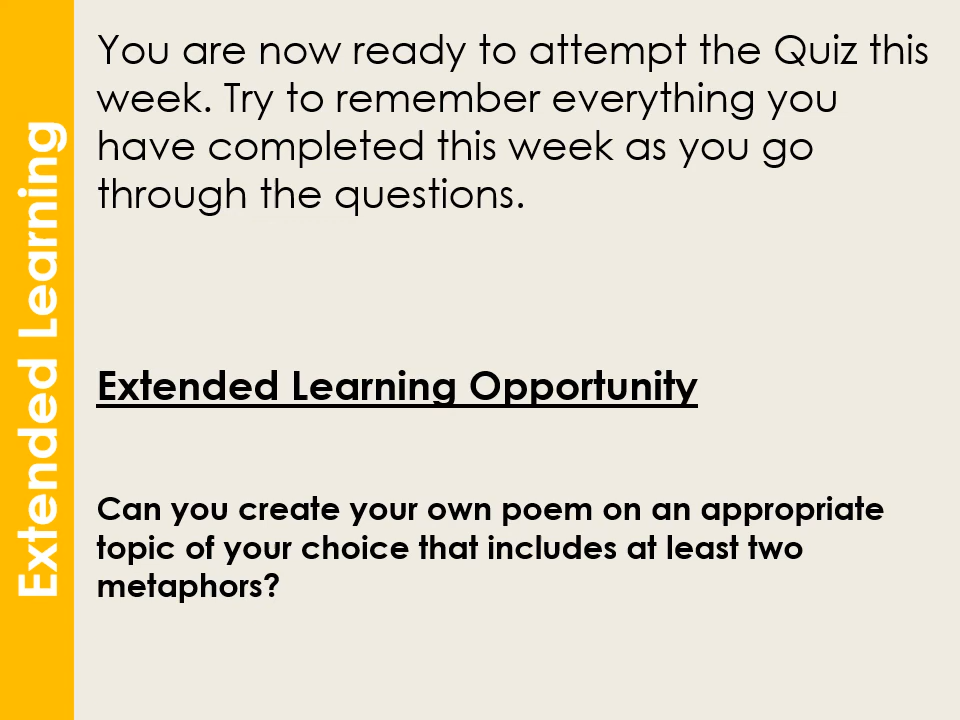 Extended Learning
You are now ready to attempt the Quiz this
week. Try to remember everything you
have completed this week as you go
through the questions.
Extended Learning Opportunity
Can you create your own poem on an appropriate
topic of your choice that includes at least two
metaphors?